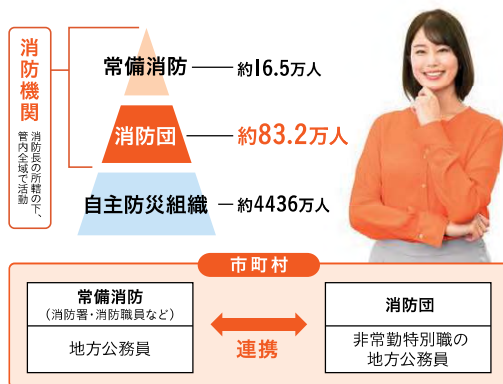 消防機関
消防長の所轄の下、
管内全域で活動
常備消防
約16.5万人
消防団
約83.2万人
自主防災組織
約4436万人
市町村
常備消防
（消防署・消防職員など）
地方公務員
連携
消防団
非常勤特別職の
地方公務員